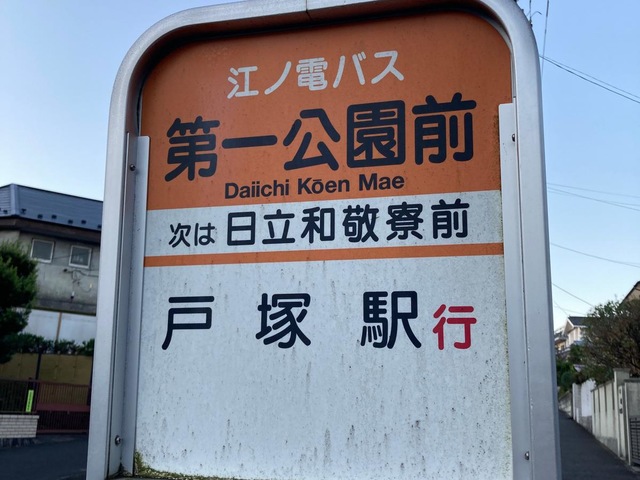 江ノ電バス
第一公園前
Daiichi Kōen Mae
次は 日立和敬寮前
戸塚駅行